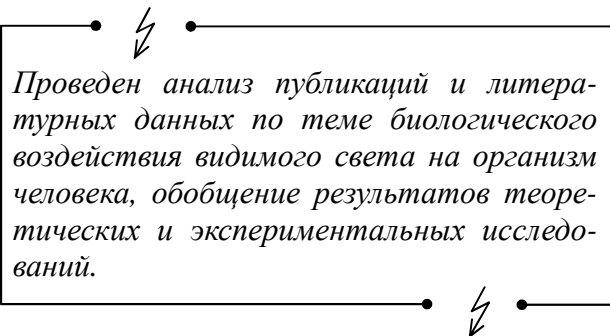 Проведен анализ публикаций и литера-
турных данных по теме биологического
воздействия видимого света на организм
человека, обобщение результатов теоре-
тических и экспериментальных исследо-
ваний.